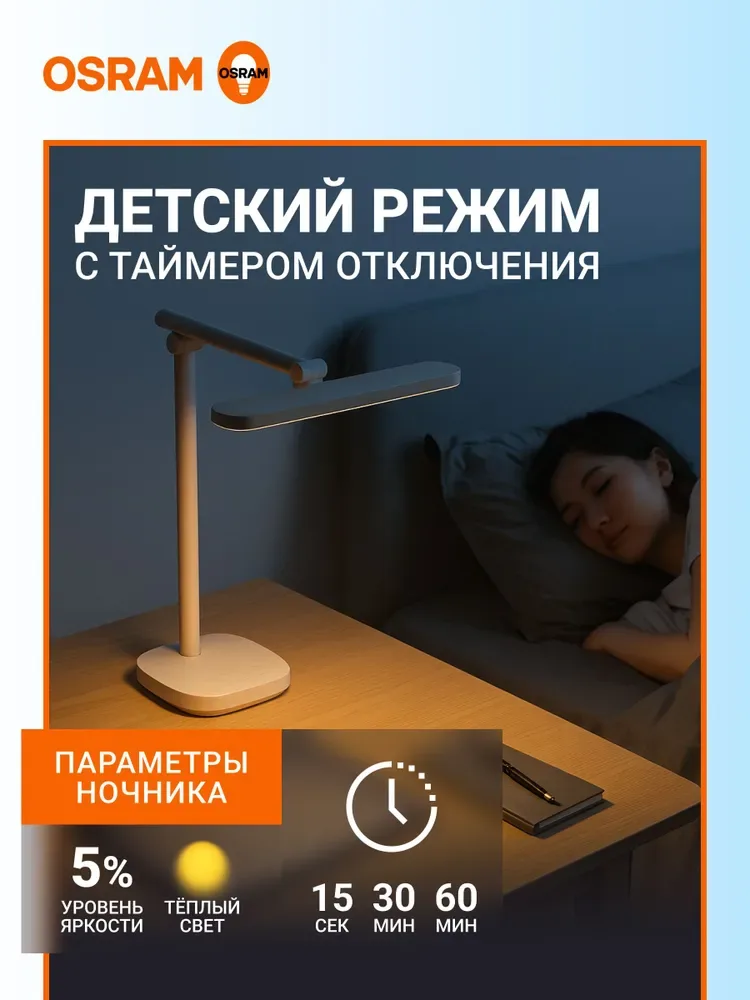 OSRAM OSRAM
ДЕТСКИЙ РЕЖИМ
С ТАЙМЕРОМ ОТКЛЮЧЕНИЯ
ПАРАМЕТРЫ
НОЧНИКА
5%
УРОВЕНЬ
ЯРКОСТИ
ТЁПЛЫЙ
СВЕТ
15 30 60
СЕК МИН МИН